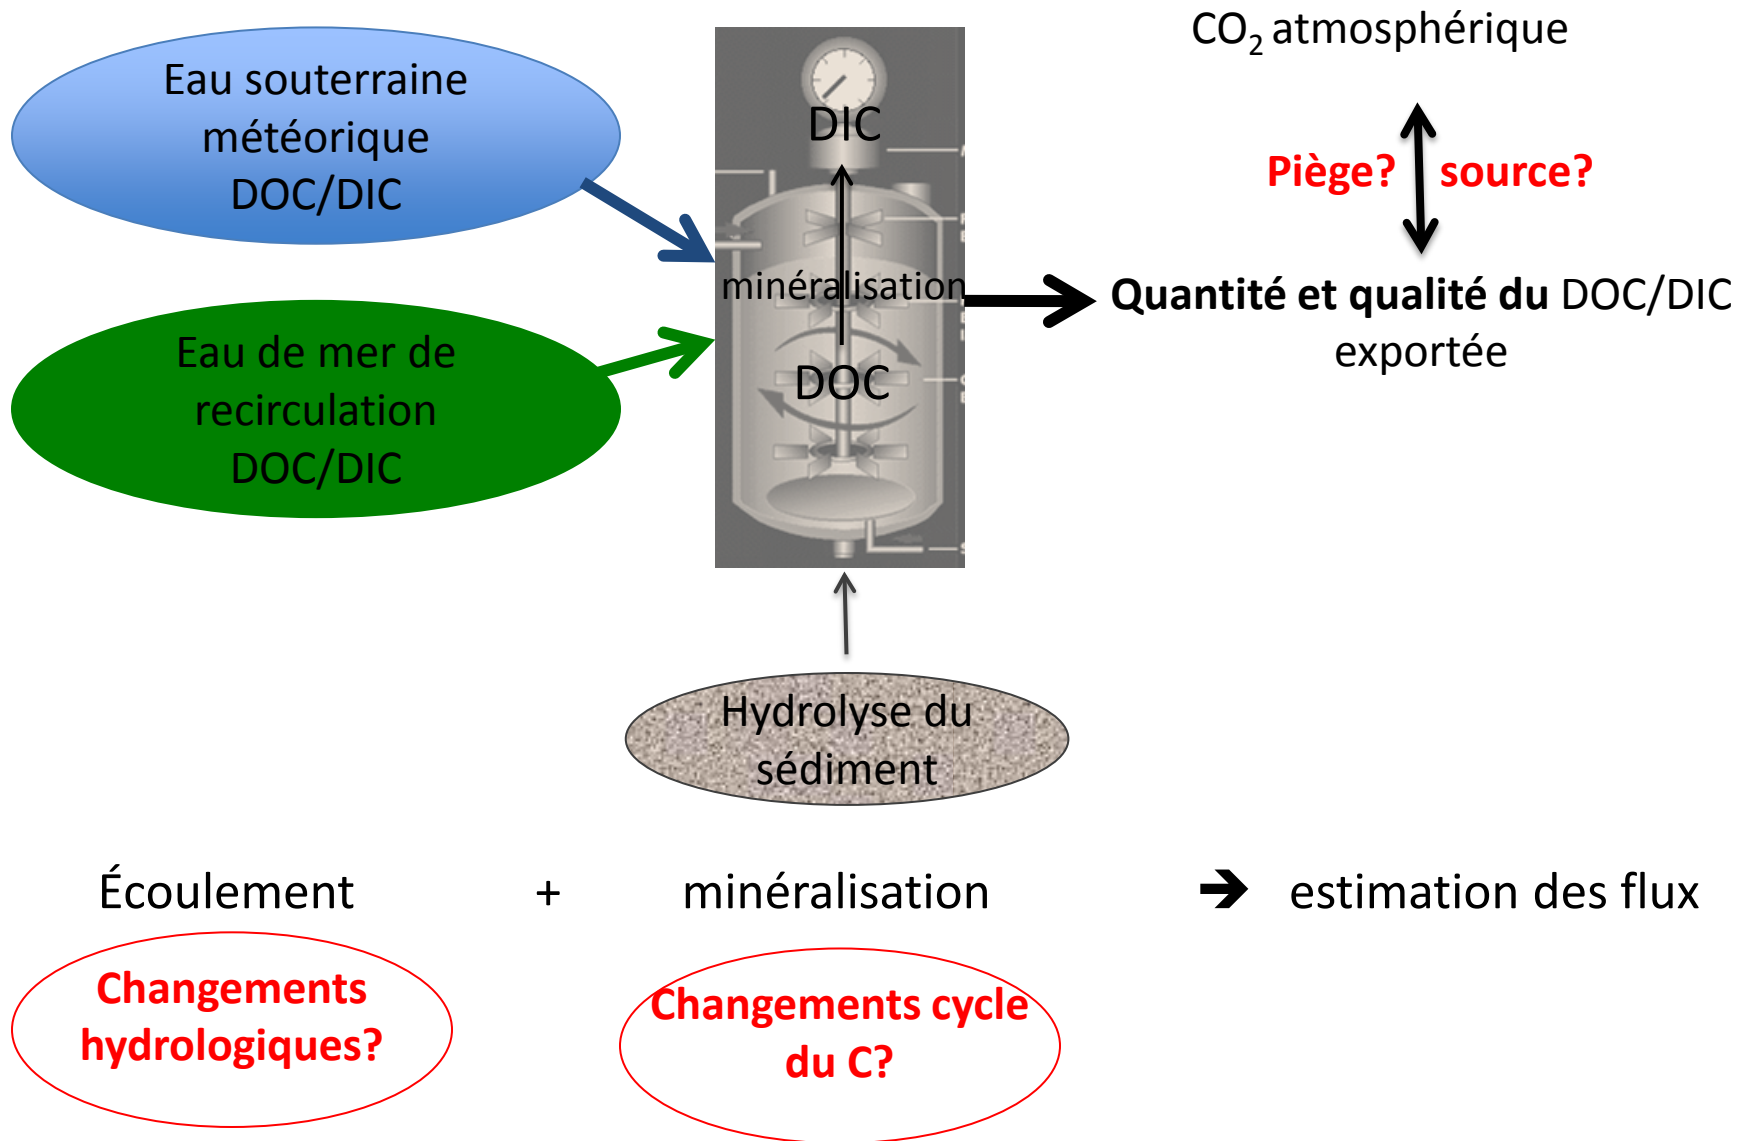 Eau souterraine
météorique
DOC/DIC
Eau de mer de
recirculation
DOC/DIC
DIC
minéralisation
DOC
CO₂ atmosphérique
Piège? source?
Quantité et qualité du DOC/DIC
exportée
Hydrolyse du
sédiment
Écoulement + minéralisation ➔ estimation des flux
Changements
hydrologiques?
Changements cycle
du C?